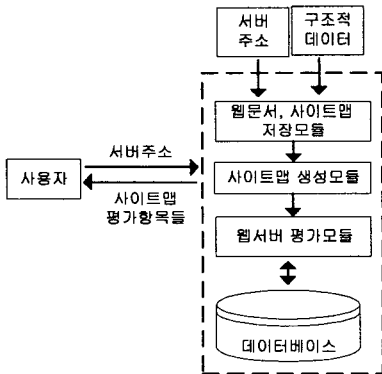 서버
주소
구조적
데이터
웹문서, 사이트맵
저장모듈
서버주소
사용자
사이트맵
평가항목들
사이트맵 생성모듈
웹서버 평가모듈
데이터베이스